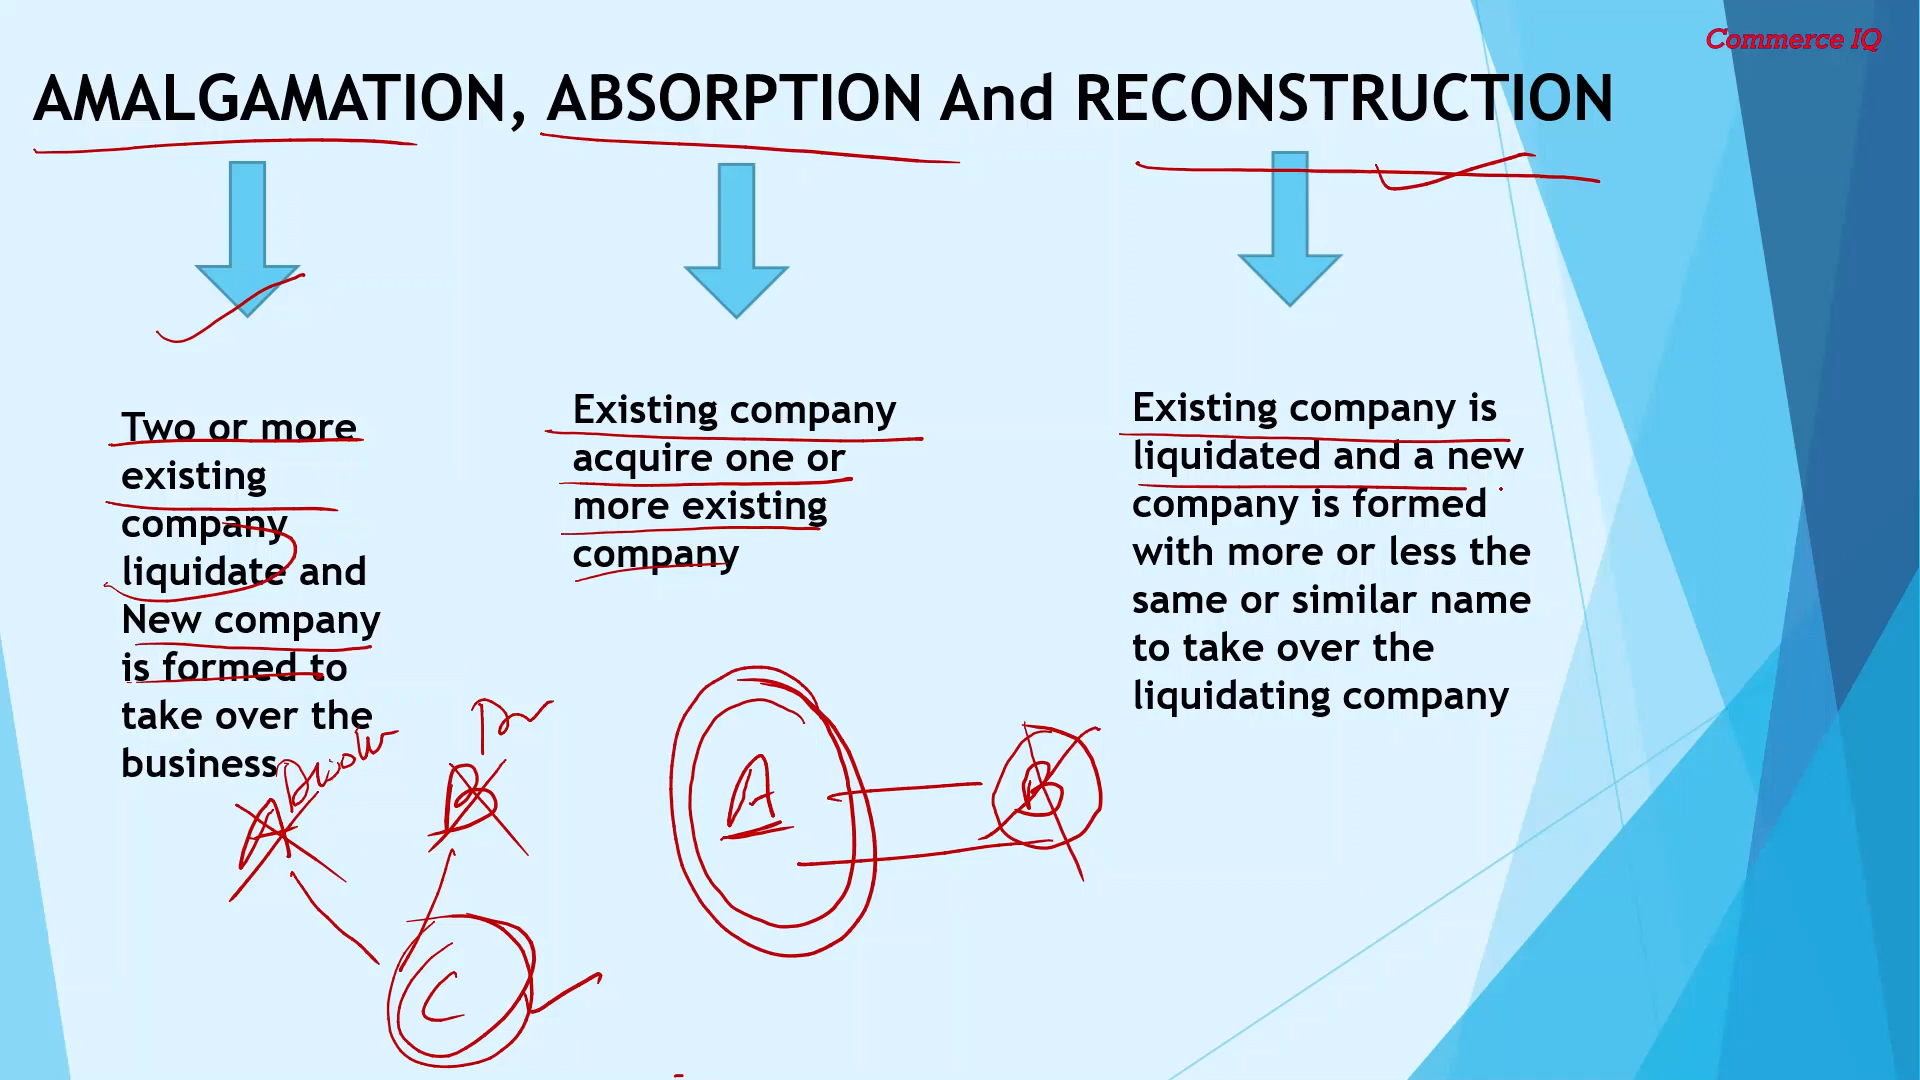 Commerce IQ
AMALGAMATION, ABSORPTION And RECONSTRUCTION
Two or more
existing
company
liquidate and
New company
is formed to
take over the
business
Existing company
acquire one or
more existing
company
Existing company is
liquidated and a new
company is formed
with more or less the
same or similar name
to take over the
liquidating company
A
B
C
A
B